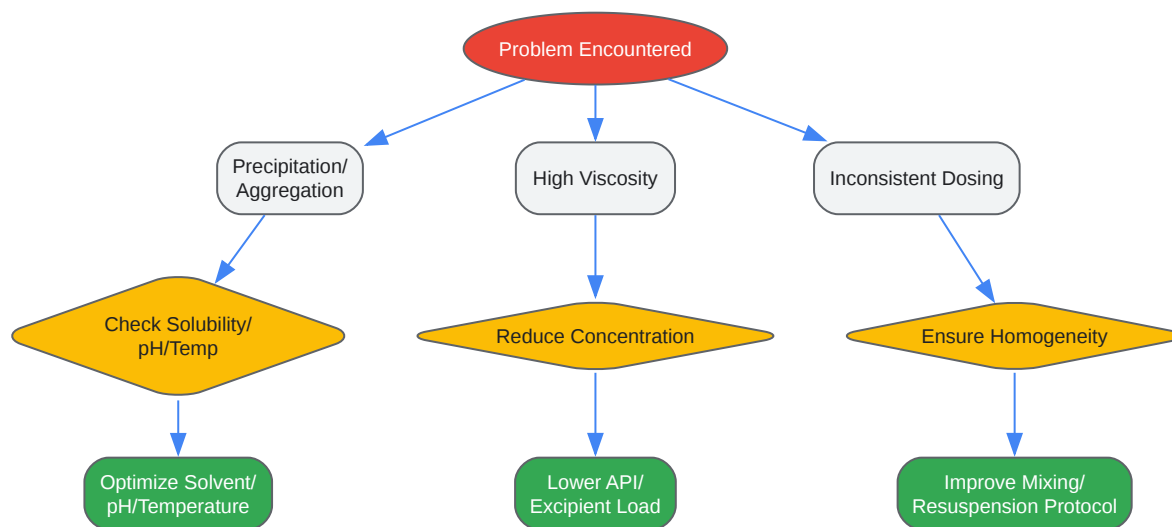 Problem Encountered
Precipitation/
Aggregation
High Viscosity
Inconsistent Dosing
Check Solubility/
pH/Temp
Reduce Concentration
Ensure Homogeneity
Optimize Solvent/
pH/Temperature
Lower API/
Excipient Load
Improve Mixing/
Resuspension Protocol